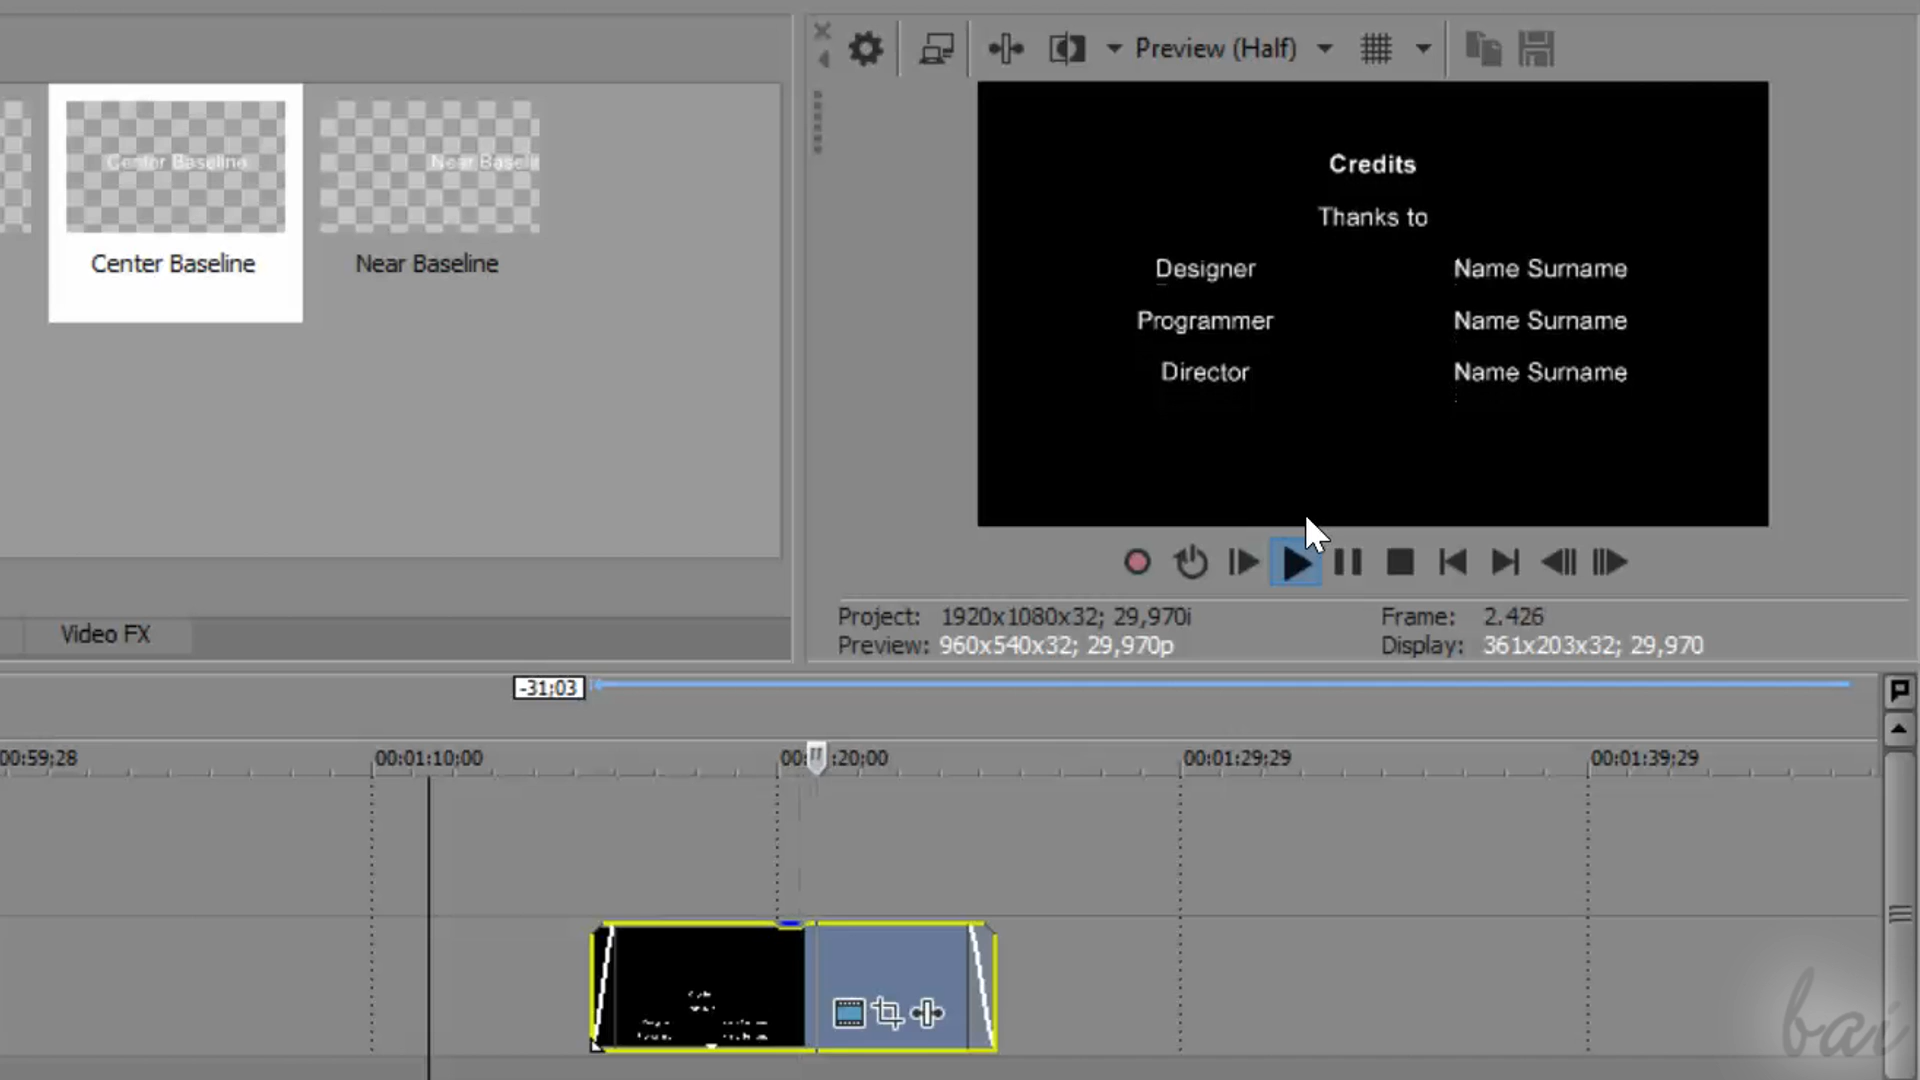 Preview (Half)
Center Baseline
Near Baseli
Center Baseline
Near Baseline
Credits
Thanks to
Designer Name Surname
Programmer Name Surname
Director Name Surname
Project: 1920x1080x32; 29,970i
Frame: 2.426
Preview: 960x540x32; 29,970p
Display: 361x203x32; 29,970
Video FX
-31;03
00:59;28
00:01:10;00
00: :20;00
00:01:29;29
00:01:39;29
bai